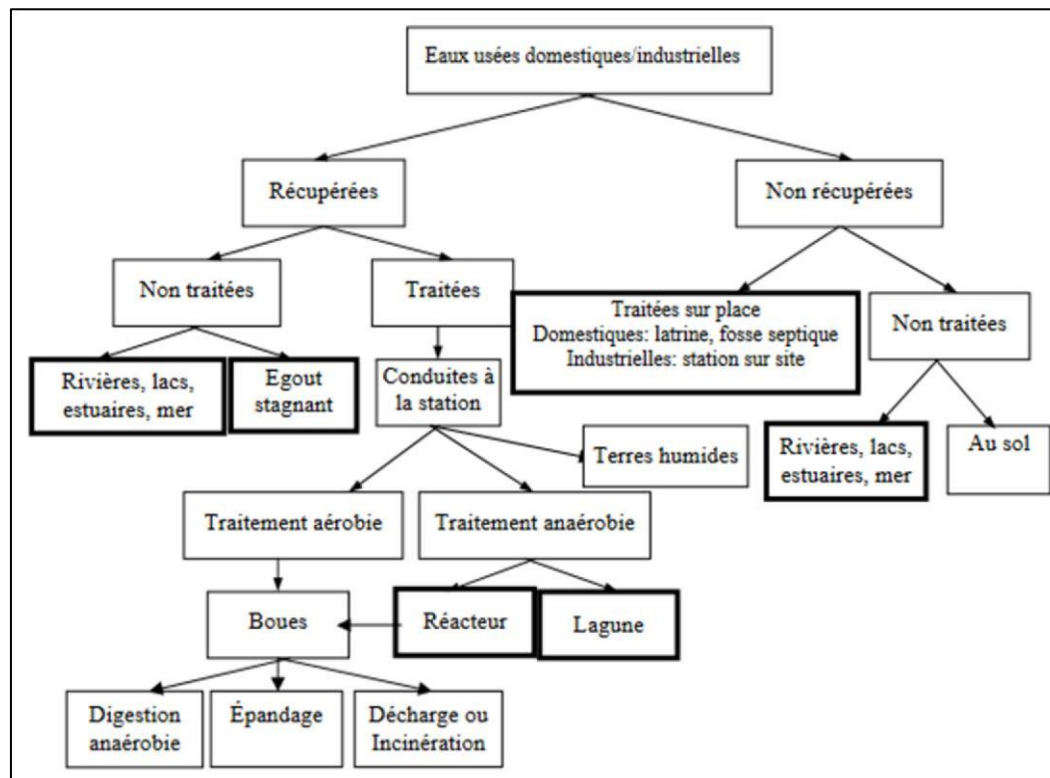 Eaux usées domestiques/industrielles
Récupérées
Non récupérées
Non traitées
Traitées
Traitées sur place
Domestiques: latrine, fosse septique
Industrielles: station sur site
Non traitées
Rivières, lacs,
estuaires, mer
Egout
stagnant
Conduites à
la station
Terres humides
Rivières, lacs,
estuaires, mer
Au sol
Traitement aérobie
Traitement anaérobie
Boues
Réacteur
Lagune
Digestion
anaérobie
Épandage
Décharge ou
Incinération